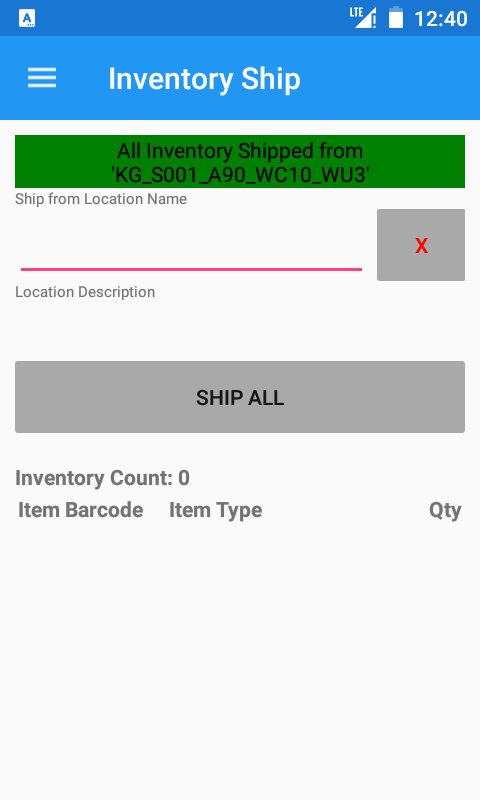 LTE 12:40
Inventory Ship
All Inventory Shipped from
'KG_S001_A90_WC10_WU3'
Ship from Location Name
X
Location Description
SHIP ALL
Inventory Count: 0
Item Barcode Item Type Qty